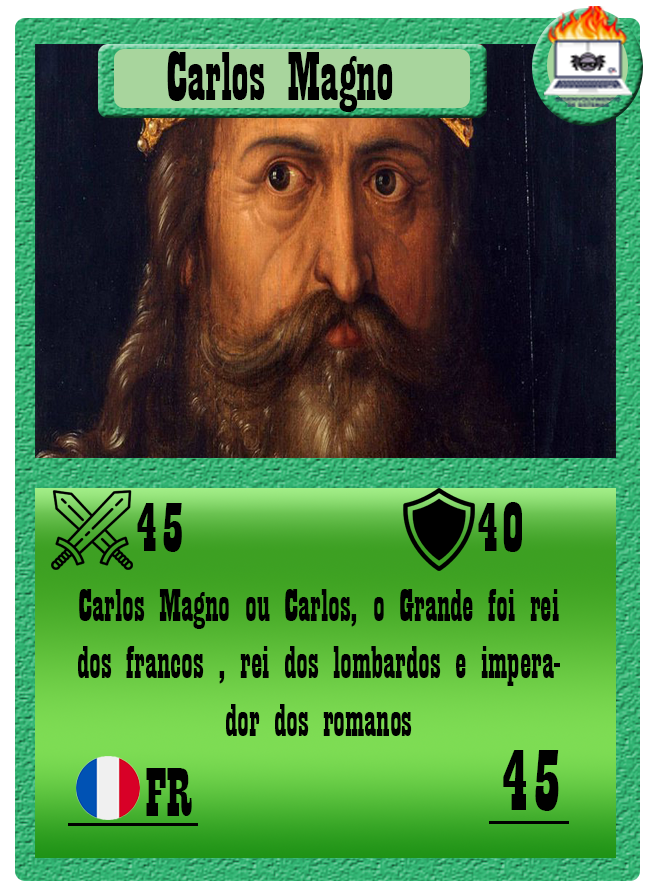 Carlos Magno
45
40
Carlos Magno ou Carlos, o Grande foi rei
dos francos , rei dos lombardos e impera-
dor dos romanos
FR
45